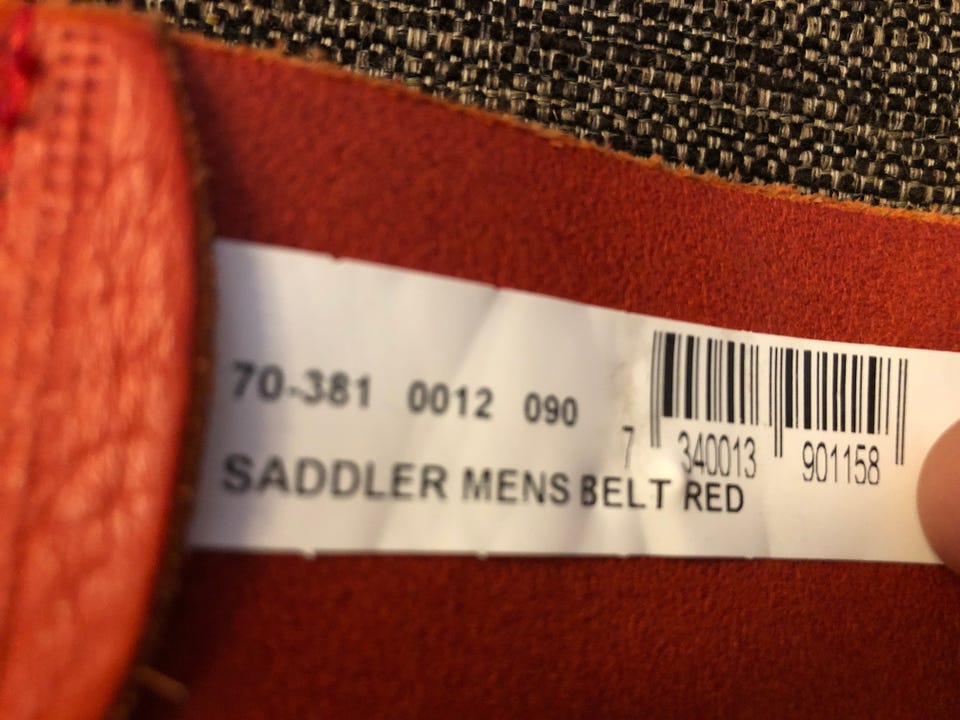 70-381 0012 090
7 340013 901158
SADDLER MENS BELT RED